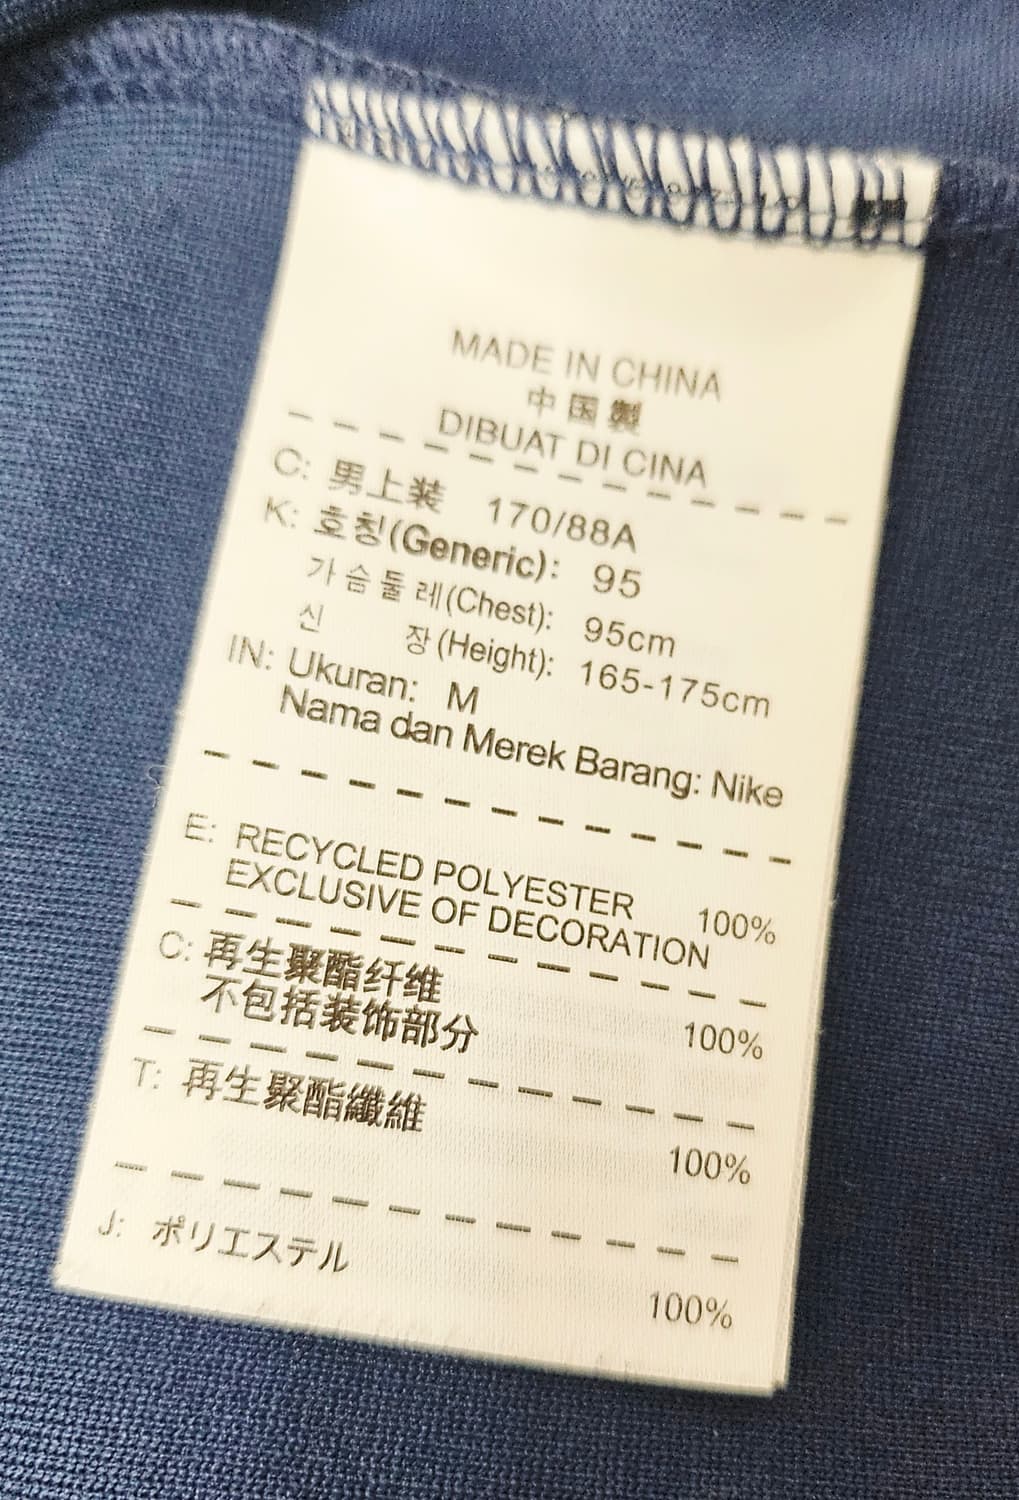 MADE IN CHINA
中国製
DIBUAT DI CINA
C: 男上装 170/88A
K: 호칭(Generic): 95
가슴둘레(Chest): 95cm
신 장(Height): 165-175cm
IN: Ukuran: M
Nama dan Merek Barang: Nike
E: RECYCLED POLYESTER 100%
EXCLUSIVE OF DECORATION
C: 再生聚酯纤维 100%
不包括装饰部分
T: 再生聚酯纖維 100%
J: ポリエステル 100%